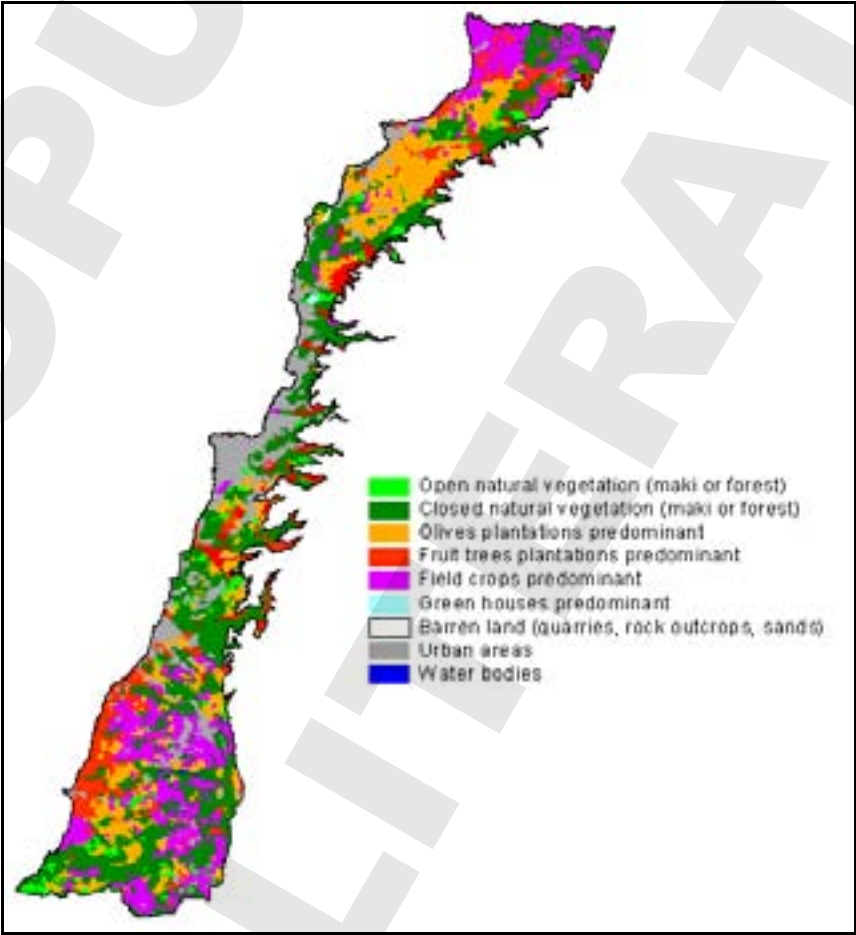 Open natural vegetation (maki or forest)
Closed natural vegetation (maki or forest)
Olives plantations predominant
Fruit trees plantations predominant
Field crops predominant
Green houses predominant
Barren land (quarries, rock outcrops, sands)
Urban areas
Water bodies